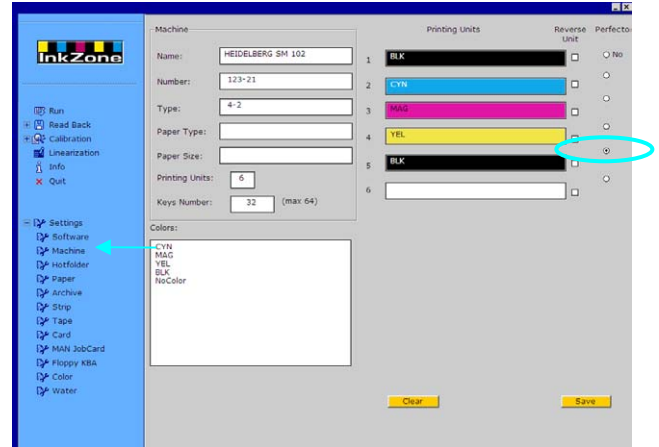 InkZone
Run
Read Back
Calibration
Linearization
Info
Quit
Settings
Software
Machine
Hotfolder
Paper
Archive
Strip
Tape
Card
MAN JobCard
Floppy KBA
Color
Water
Machine
Name: HEIDELBERG SM 102
Number: 123-21
Type: 4-2
Paper Type:
Paper Size:
Printing Units: 6
Keys Number: 32 (max 64)
Colors:
CYN
MAG
YEL
BLK
NoColor
Printing Units Reverse Unit Perfector
1 BLK No
2 CYN
3 MAG
4 YEL
5 BLK
6
Clear Save